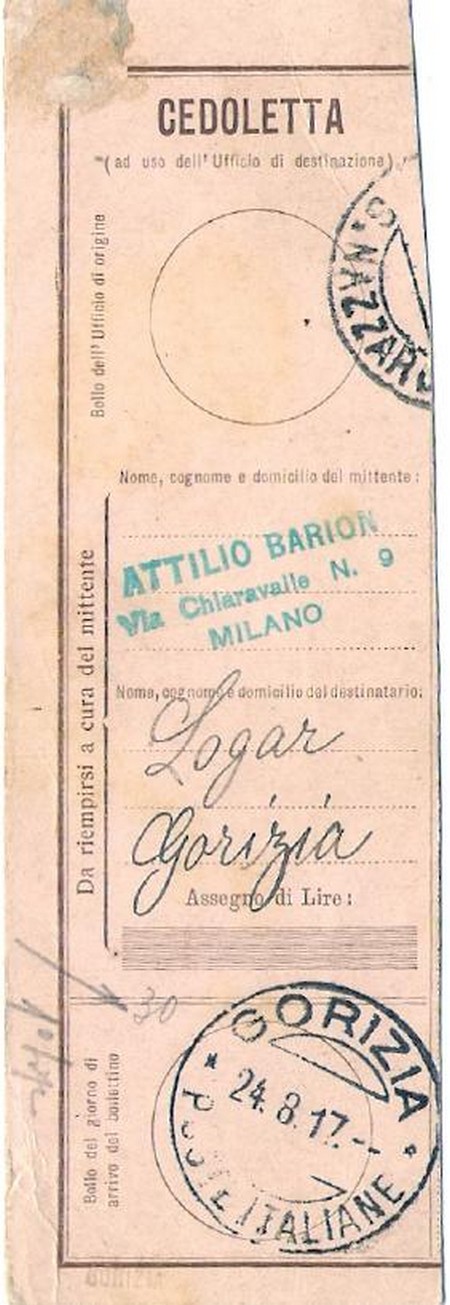 CEDOLETTA
(ad uso dell' Ufficio di destinazione)
Bollo dell' Ufficio di origine
S. NAZZARO
Nome, cognome e domicilio del mittente:
ATTILIO BARION
Via Chiaravalle N. 9
MILANO
Da riempirsi a cura del mittente
Nome, cognome e domicilio del destinatario:
Logar
Gorizia
Assegno di Lire:
30
Bollo del giorno di
arrivo del bollettino
GORIZIA
24.8.17.--
* POSTE ITALIANE *